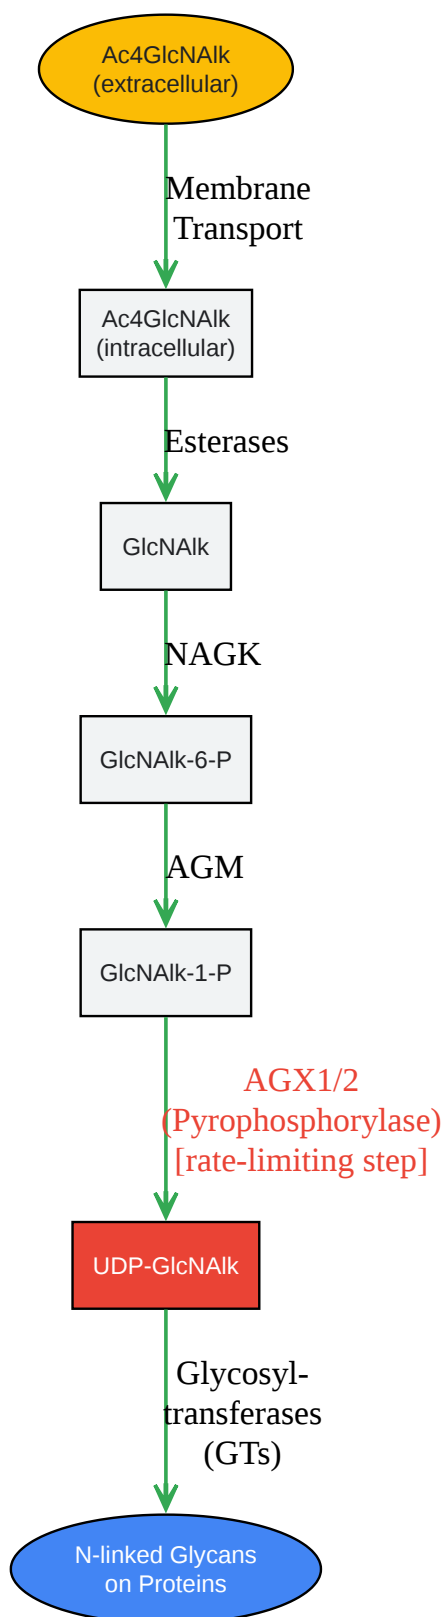 Ac4GlcNAlk
(extracellular)
Membrane
Transport
Ac4GlcNAlk
(intracellular)
Esterases
GlcNAlk
NAGK
GlcNAlk-6-P
AGM
GlcNAlk-1-P
AGX1/2
(Pyrophosphorylase)
[rate-limiting step]
UDP-GlcNAlk
Glycosyl-
transferases
(GTs)
N-linked Glycans
on Proteins